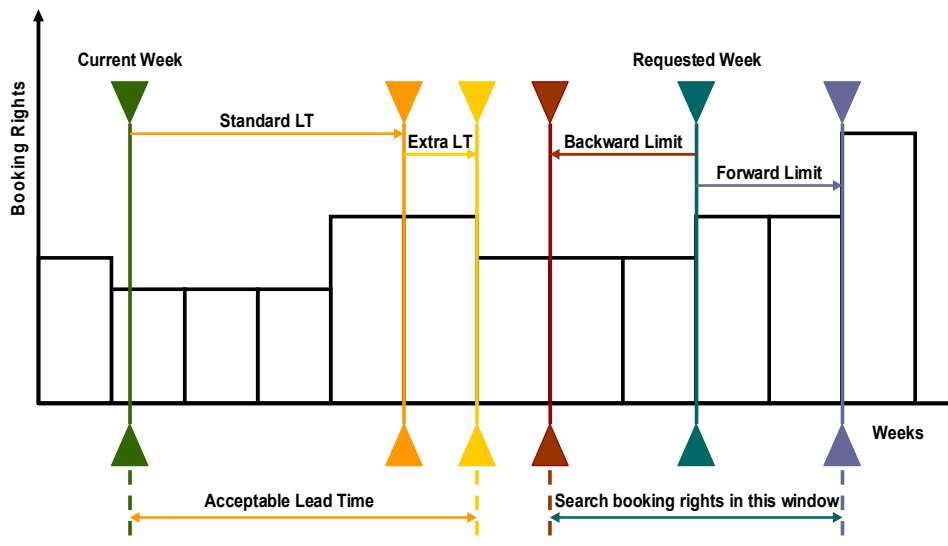 Current Week
Requested Week
Standard LT
Extra LT
Backward Limit
Forward Limit
Booking Rights
Weeks
Acceptable Lead Time
Search booking rights in this window